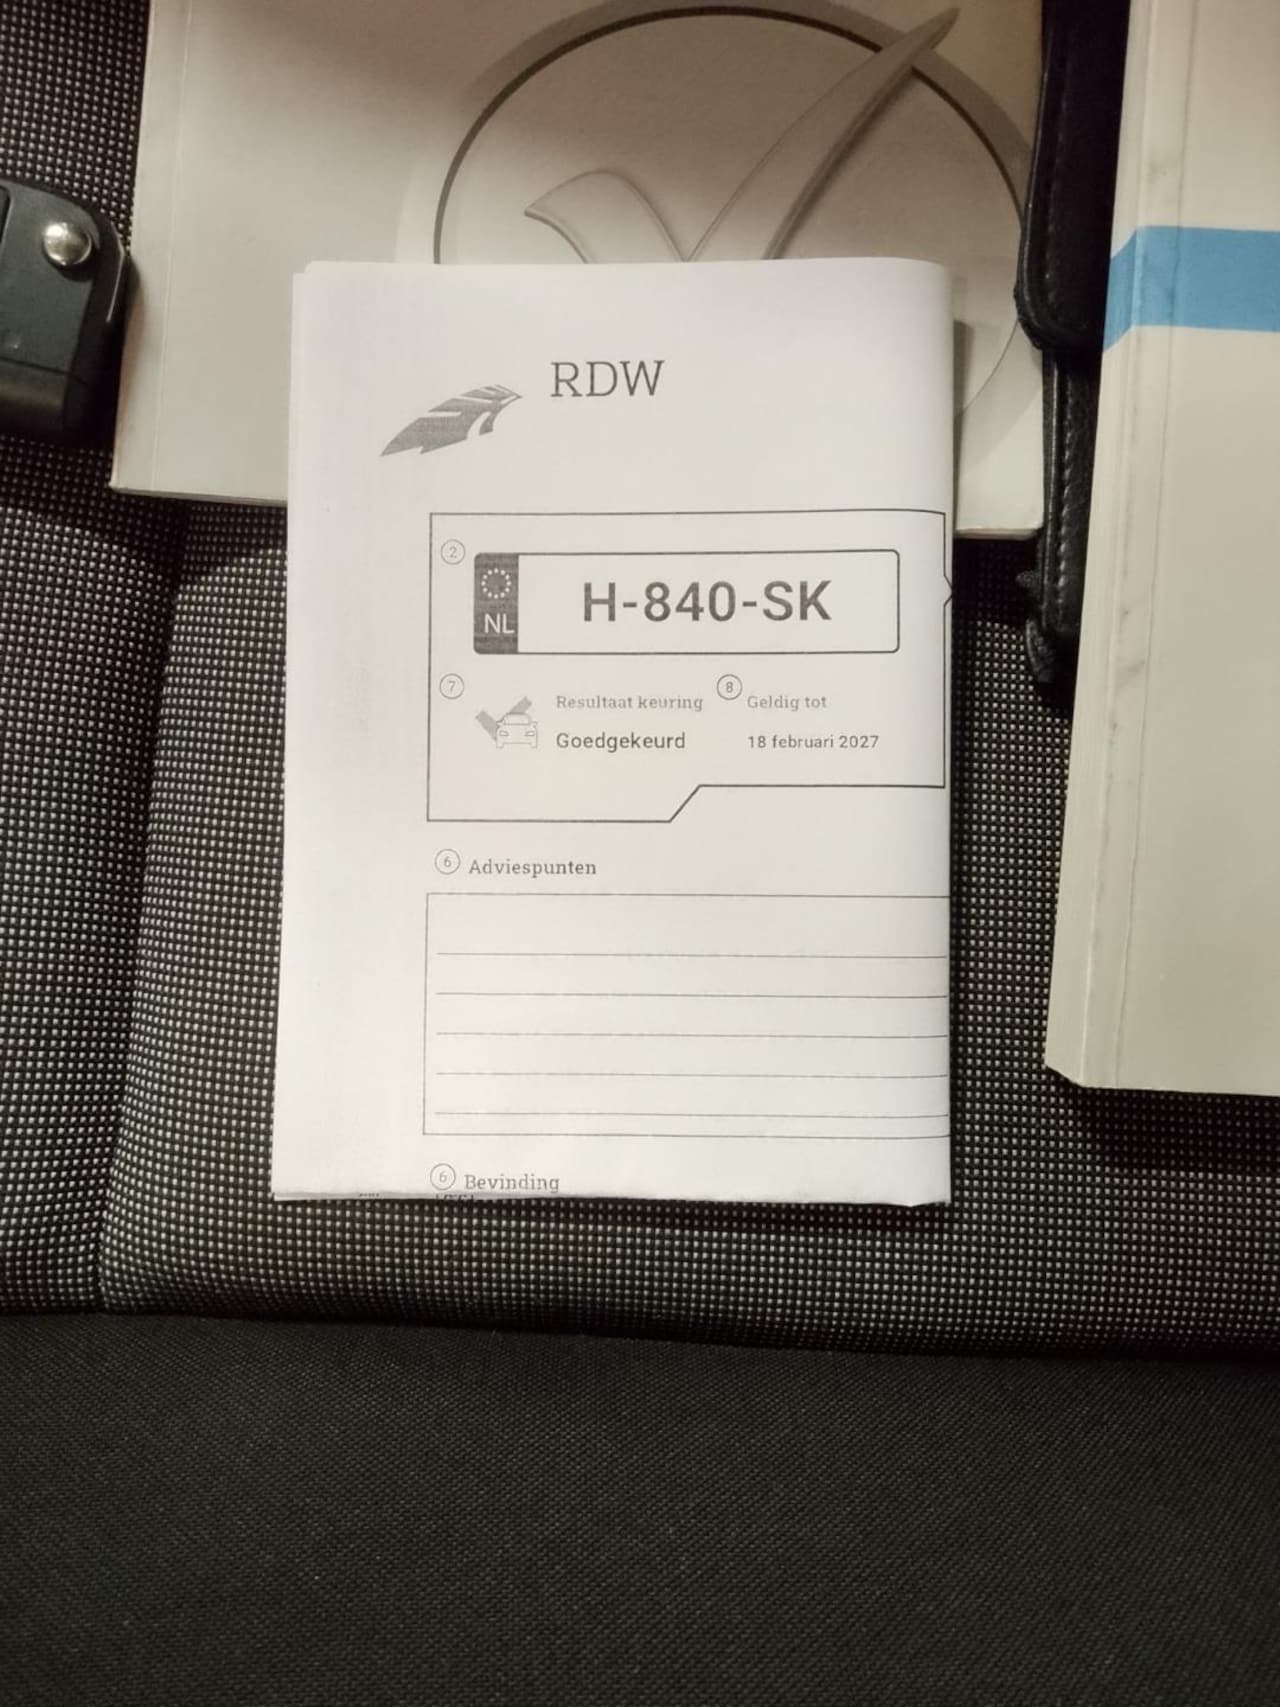 RDW
2
NL
H-840-SK
7 Resultaat keuring 8 Geldig tot
Goedgekeurd 18 februari 2027
6 Adviespunten
6 Bevinding